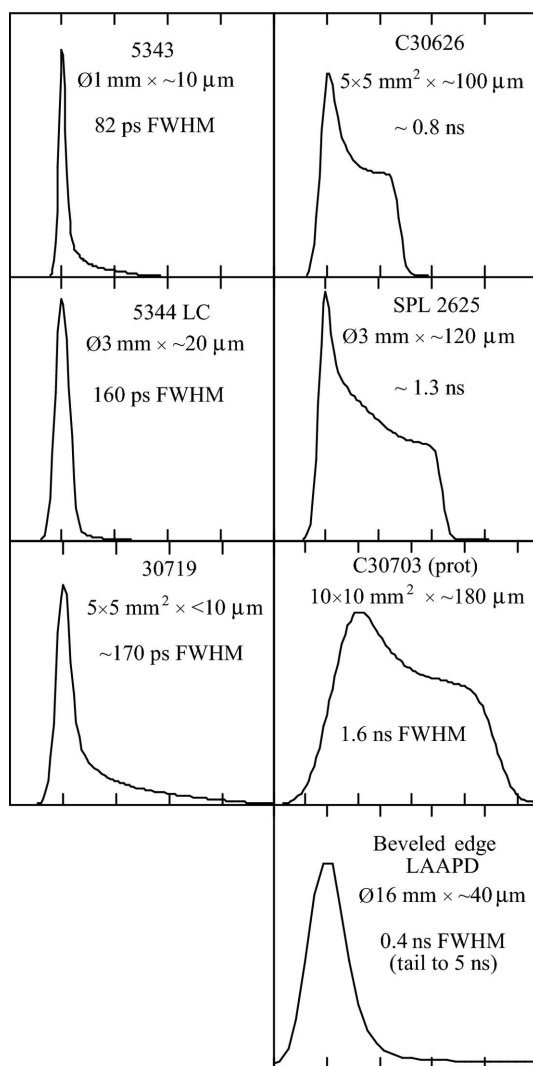 5343
Ø1 mm × ~10 μm
82 ps FWHM
C30626
5×5 mm² × ~100 μm
~ 0.8 ns
5344 LC
Ø3 mm × ~20 μm
160 ps FWHM
SPL 2625
Ø3 mm × ~120 μm
~ 1.3 ns
30719
5×5 mm² × <10 μm
~170 ps FWHM
C30703 (prot)
10×10 mm² × ~180 μm
1.6 ns FWHM
Beveled edge
LAAPD
Ø16 mm × ~40 μm
0.4 ns FWHM
(tail to 5 ns)